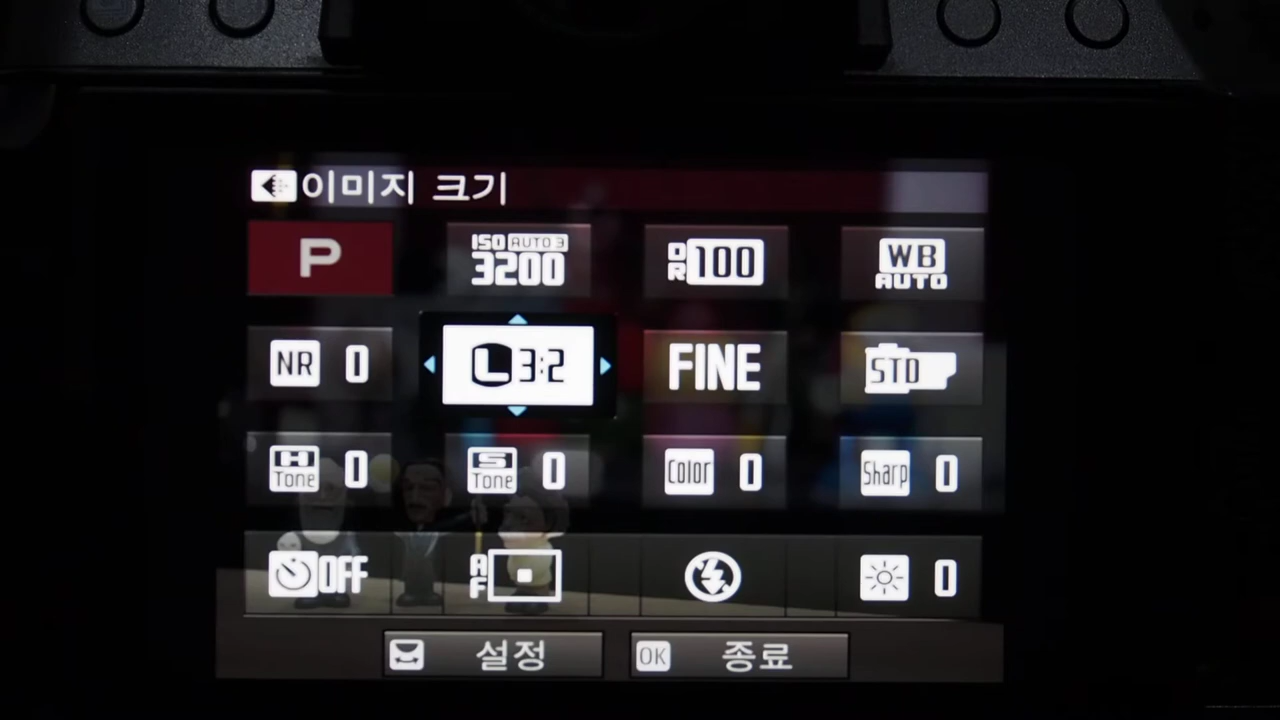 이미지 크기
P ISO AUTO 3 3200 DR 100 WB AUTO
NR 0 L 3:2 FINE STD
H Tone 0 S Tone 0 Color 0 Sharp 0
OFF AF 0
설정 OK 종료